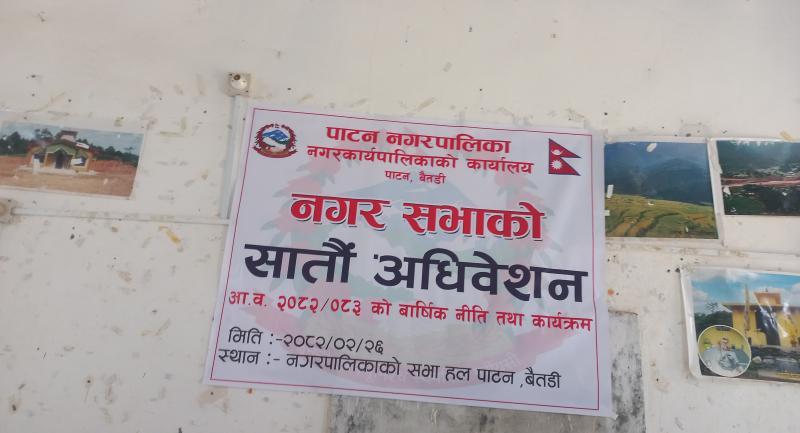 पाटन नगरपालिका
नगरकार्यपालिकाको कार्यालय
पाटन, बैतडी
नगर सभाको
सातौं अधिवेशन
आ.व. २०८२/०८३ को बार्षिक नीति तथा कार्यक्रम
मिति :-२०८२/०२/२६
स्थान :- नगरपालिकाको सभा हल पाटन ,बैतडी